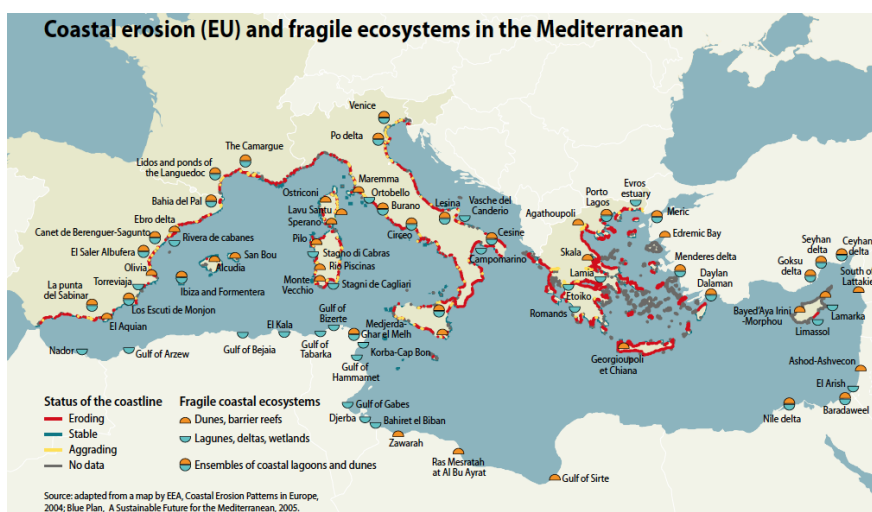 Coastal erosion (EU) and fragile ecosystems in the Mediterranean
Venice
Po delta
The Camargue
Lidos and ponds of
the Languedoc
Bahia del Pal
Ebro delta
Canet de Berenguer-Sagunto
Rivera de cabanes
El Saler Albufera
Olivia
Torreviaja
La punta
del Sabinar
El Aquian
Los Escuti de Monjon
Ibiza and Formentera
Alcudia
San Bou
Ostriconi
Lavu Santu
Sperano
Pilo
Stagno di Cabras
Rio Piscinas
Monte
Vecchio
Stagni di Cagliari
Maremma
Ortobello
Burano
Circeo
Lesina
Vasche del
Canderio
Cesine
Campomarino
Agathoupoli
Porto
Lagos
Evros
estuary
Meric
Edremic Bay
Skala
Lamia
Etoiko
Romands
Menderes delta
Daylan
Dalaman
Georgioupoli
et Chiana
Goksu
delta
Seyhan
delta
Ceyhan
delta
South of
Lattakie
Bayed'Aya Irini
-Morphou
Lamarka
Limassol
Ashod-Ashvecon
El Arish
Baradaweel
Nile delta
Nador
Gulf of Arzew
Gulf of Bejaia
El Kala
Gulf of
Tabarka
Gulf of
Bizerte
Medjerda-
Ghar el Melh
Korba-Cap Bon
Gulf of
Hammamet
Gulf of Gabes
Djerba
Bahiret el Biban
Zawarah
Ras Mesratah
at Al Bu Ayrat
Gulf of Sirte
Status of the coastline
Eroding
Stable
Aggrading
No data
Fragile coastal ecosystems
Dunes, barrier reefs
Lagunes, deltas, wetlands
Ensembles of coastal lagoons and dunes
Source: adapted from a map by EEA, Coastal Erosion Patterns in Europe,
2004; Blue Plan, A Sustainable Future for the Mediterranean, 2005.